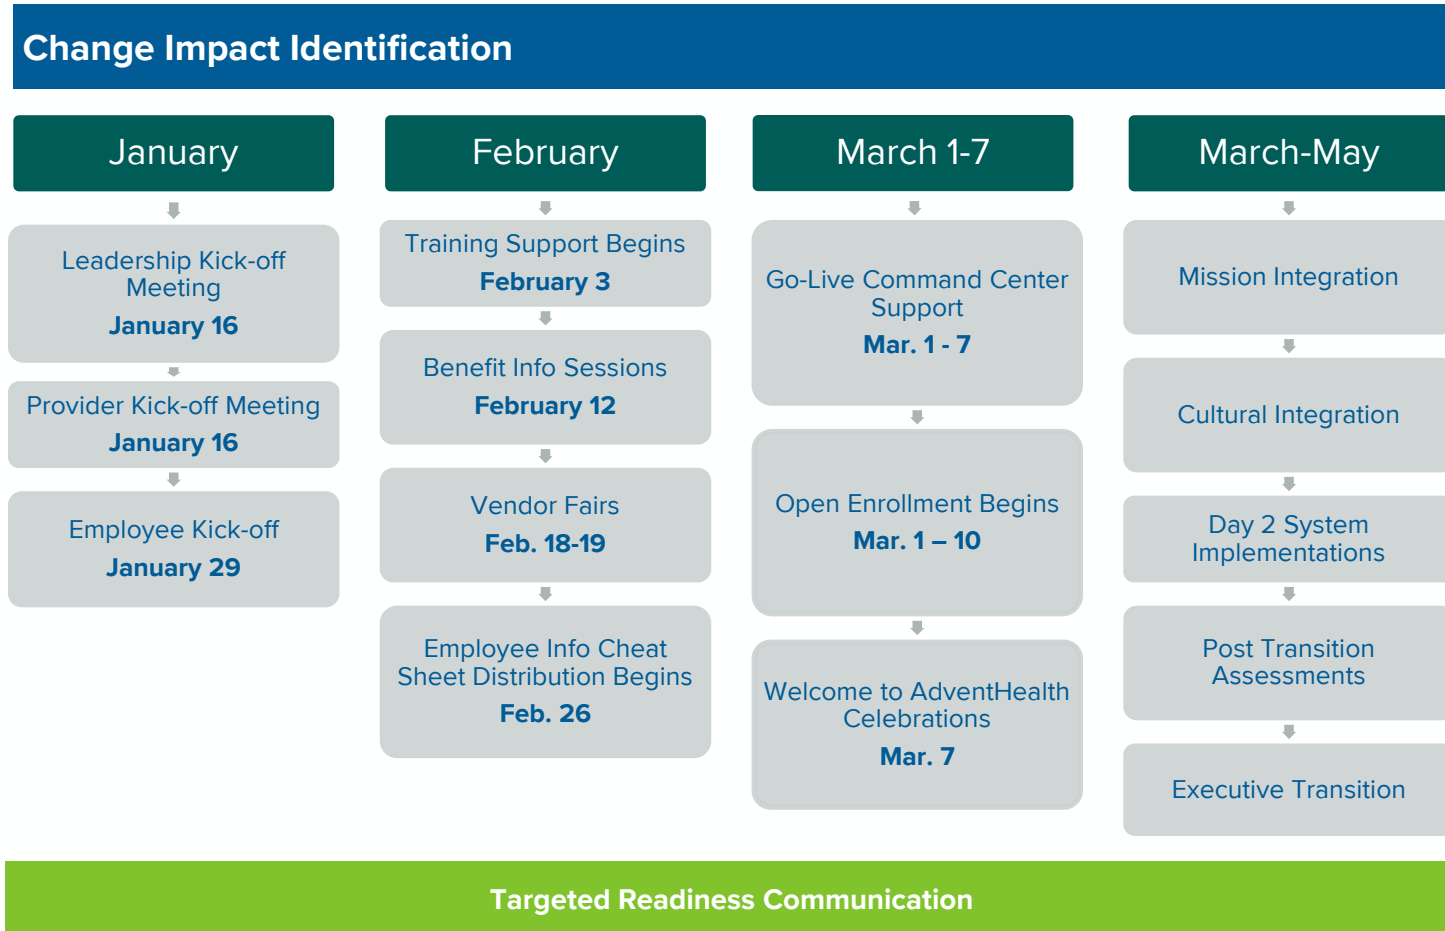 Change Impact Identification
January
Leadership Kick-off
Meeting
January 16
Provider Kick-off Meeting
January 16
Employee Kick-off
January 29
February
Training Support Begins
February 3
Benefit Info Sessions
February 12
Vendor Fairs
Feb. 18-19
Employee Info Cheat
Sheet Distribution Begins
Feb. 26
March 1-7
Go-Live Command Center
Support
Mar. 1 - 7
Open Enrollment Begins
Mar. 1 – 10
Welcome to AdventHealth
Celebrations
Mar. 7
March-May
Mission Integration
Cultural Integration
Day 2 System
Implementations
Post Transition
Assessments
Executive Transition
Targeted Readiness Communication